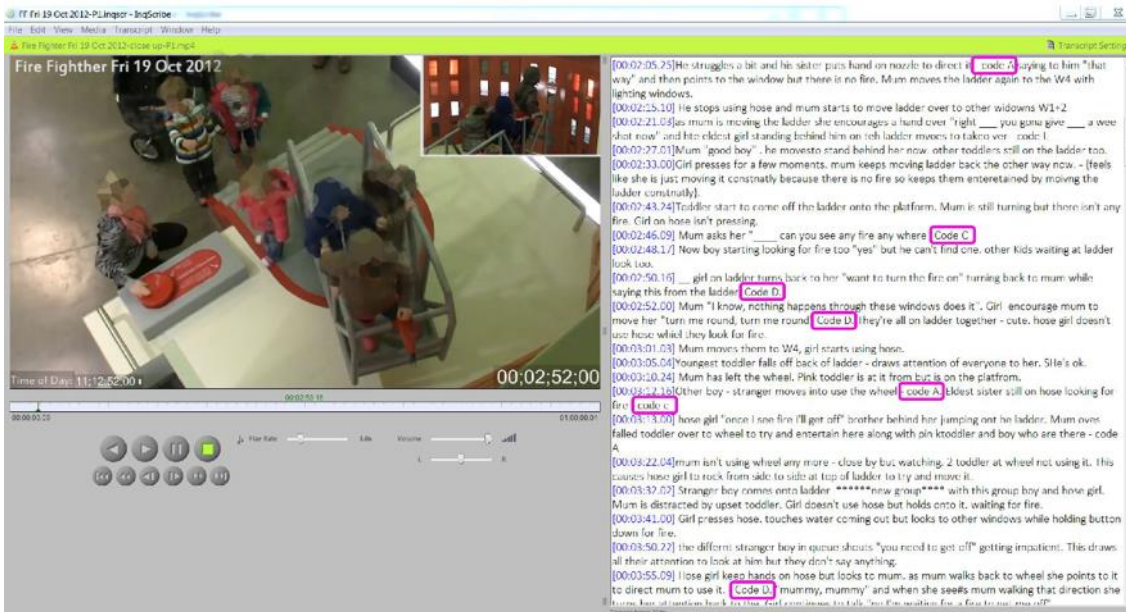 FF Fri 19 Oct 2012-P1.inqscr - InqScribe
File Edit View Media Transcript Window Help
Fire Fighter Fri 19 Oct 2012-close up-P1.mp4
Transcript Settings
Fire Fighther Fri 19 Oct 2012
Time of Day: 11;12;52;00
00;02;52;00
00:02:52.16
00:00:00.00
01:00:00.01
Play Rate
1.0x
Volume
L
R
[00:02:05.25]He struggles a bit and his sister puts hand on nozzle to direct it - code A saying to him "that
way" and then points to the window but there is no fire. Mum moves the ladder again to the W4 with
lighting windows.
[00:02:15.10] He stops using hose and mum starts to move ladder over to other widowns W1+2
[00:02:21.03]as mum is moving the ladder she encourages a hand over "right ___ you gona give ___ a wee
shot now" and hte eldest girl standing behind him on teh ladder mvoes to takeo ver - code I.
[00:02:27.01]Mum "good boy" . he movesto stand behind her now. other toddlers still on the ladder too.
[00:02:33.00]Girl presses for a few moments. mum keeps moving ladder back the other way now. - (feels
like she is just moving it constnatly because there is no fire so keeps them enteretained by moivng the
ladder constnatly).
[00:02:43.24]Toddler start to come off the ladder onto the platform. Mum is still turning but there isn't any
fire. Girl on hose isn't pressing.
[00:02:46.09] Mum asks her "____ can you see any fire any where Code C
[00:02:48.17] Now boy starting looking for fire too "yes" but he can't find one. other Kids waiting at ladder
look too.
[00:02:50.16] __ girl on ladder turns back to her "want to turn the fire on" turning back to mum while
saying this from the ladder Code D.
[00:02:52.00] Mum "I know, nothing happens through these windows does it". Girl encourage mum to
move her "turn me round, turn me round Code D. They're all on ladder together - cute. hose girl doesn't
use hose whiel they look for fire.
[00:03:01.03] Mum moves them to W4, girl starts using hose.
[00:03:05.04]Youngest toddler falls off back of ladder - draws attention of everyone to her. SHe's ok.
[00:03:10.24] Mum has left the wheel. Pink toddler is at it from but is on the platfrom.
[00:03:12.16]Other boy - stranger moves into use the wheel - code A. Eldest sister still on hose looking for
fire code c
[00:03:13.00] hose girl "once I see fire I'll get off" brother behind her jumping ont he ladder. Mum oves
falled toddler over to wheel to try and entertain here along with pin ktoddler and boy who are there - code
A
[00:03:22.04]mum isn't using wheel any more - close by but watching. 2 toddler at wheel not using it. This
causes hose girl to rock from side to side at top of ladder to try and move it.
[00:03:32.02] Stranger boy comes onto ladder ******new group**** with this group boy and hose girl.
Mum is distracted by upset toddler. Girl doesn't use hose but holds onto it. waiting for fire.
[00:03:41.00] Girl presses hose. touches water coming out but looks to other windows while holding button
down for fire.
[00:03:50.22] the differnt stranger boy in queue shouts "you need to get off" getting impatient. This draws
all their attention to look at him but they don't say anything.
[00:03:55.09] Hose girl keep hands on hose but looks to mum. as mum walks back to wheel she points to it
to direct mum to use it. Code D. "mummy, mummy" and when she see#s mum walking that direction she